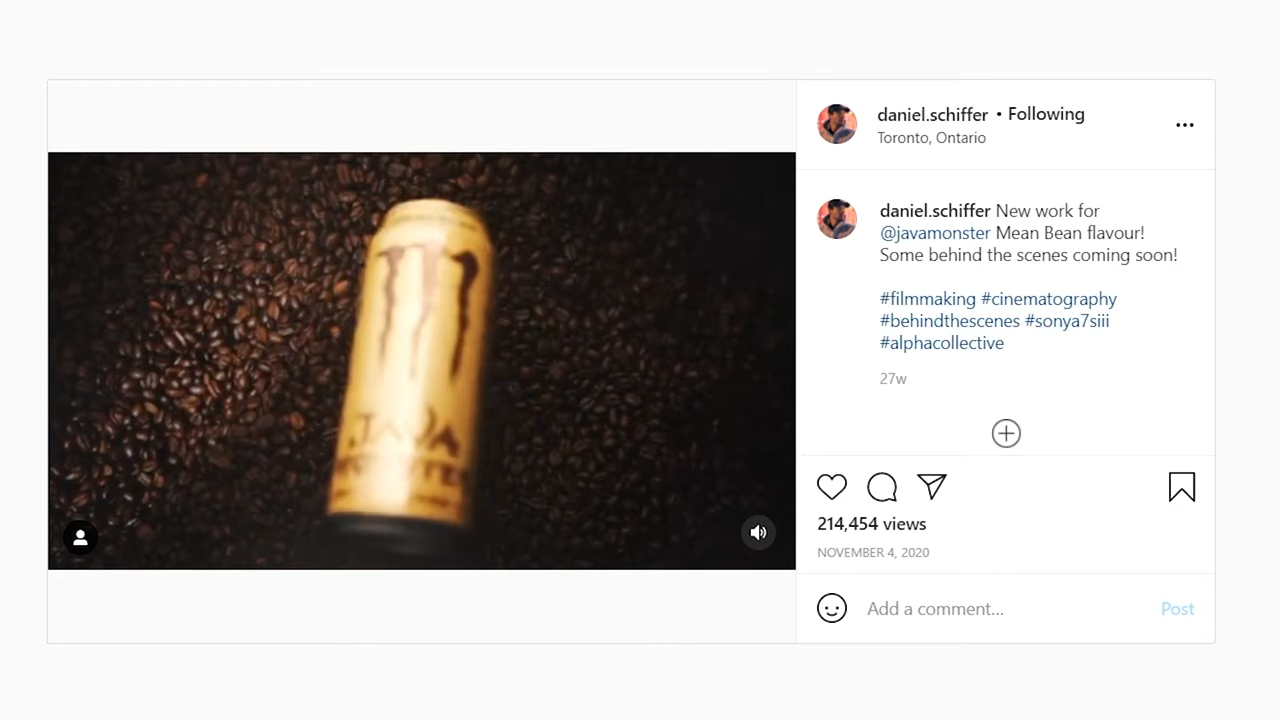 daniel.schiffer • Following
Toronto, Ontario
daniel.schiffer New work for
@javamonster Mean Bean flavour!
Some behind the scenes coming soon!
#filmmaking #cinematography
#behindthescenes #sonya7siii
#alphacollective
27w
JAVA
214,454 views
NOVEMBER 4, 2020
Add a comment...
Post